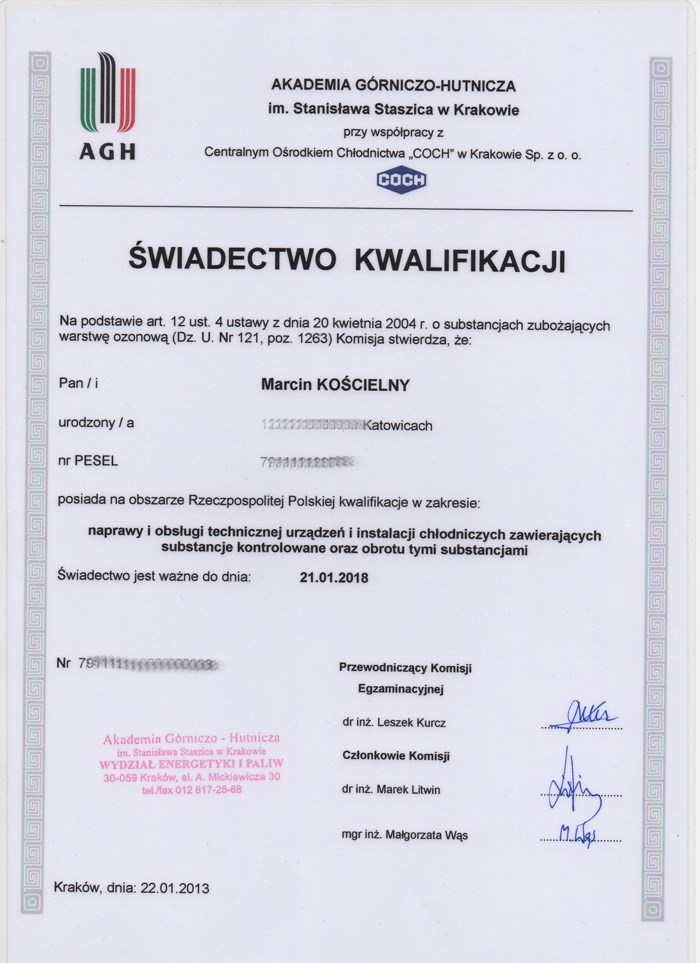 AGH
AKADEMIA GÓRNICZO-HUTNICZA
im. Stanisława Staszica w Krakowie
przy współpracy z
Centralnym Ośrodkiem Chłodnictwa „COCH" w Krakowie Sp. z o. o.
COCH
ŚWIADECTWO KWALIFIKACJI
Na podstawie art. 12 ust. 4 ustawy z dnia 20 kwietnia 2004 r. o substancjach zubożających
warstwę ozonową (Dz. U. Nr 121, poz. 1263) Komisja stwierdza, że:
Pan / i Marcin KOŚCIELNY
urodzony / a Katowicach
nr PESEL
posiada na obszarze Rzeczpospolitej Polskiej kwalifikacje w zakresie:
naprawy i obsługi technicznej urządzeń i instalacji chłodniczych zawierających
substancje kontrolowane oraz obrotu tymi substancjami
Świadectwo jest ważne do dnia: 21.01.2018
Nr
Przewodniczący Komisji
Egzaminacyjnej
dr inż. Leszek Kurcz
Członkowie Komisji
dr inż. Marek Litwin
mgr inż. Małgorzata Wąs
M. Wąs
Akademia Górniczo - Hutnicza
im. Stanisława Staszica w Krakowie
WYDZIAŁ ENERGETYKI I PALIW
30-059 Kraków, al. A. Mickiewicza 30
tel./fax 012 617-25-68
Kraków, dnia: 22.01.2013